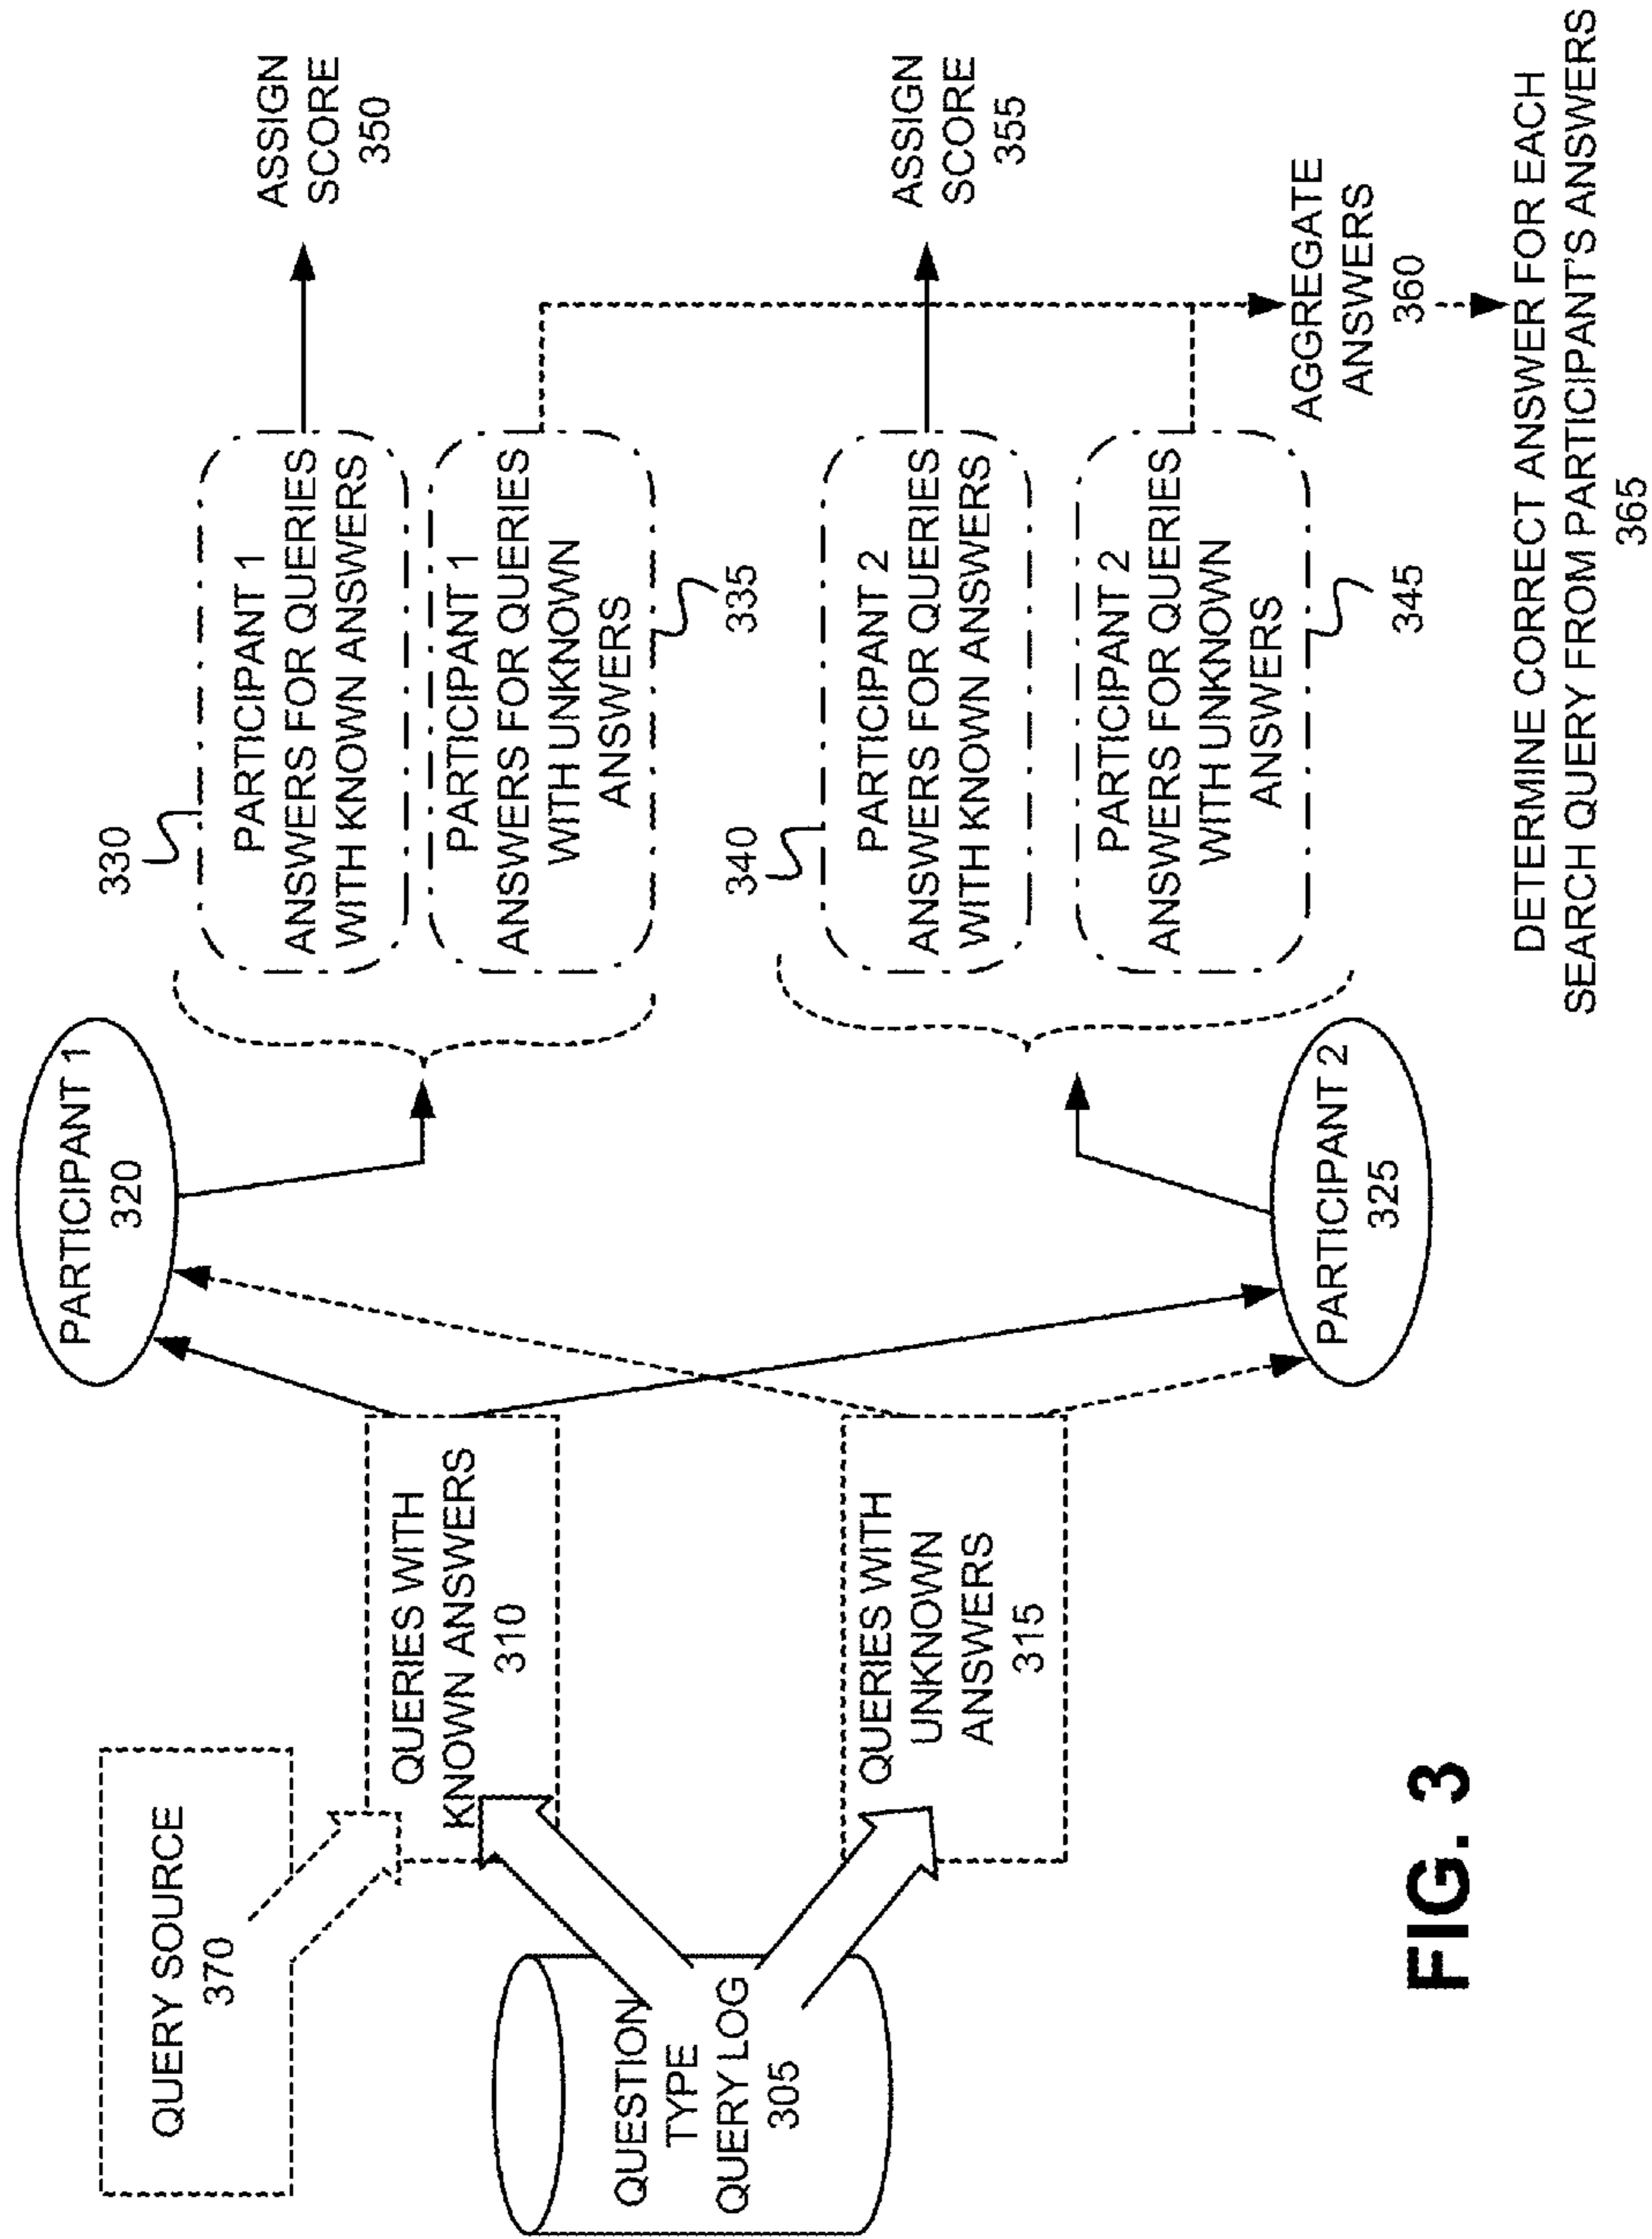 QUERY SOURCE
370
QUESTION
TYPE
QUERY LOG
305
QUERIES WITH
KNOWN ANSWERS
310
QUERIES WITH
UNKNOWN
ANSWERS
315
PARTICIPANT 1
320
PARTICIPANT 2
325
330
PARTICIPANT 1
ANSWERS FOR QUERIES
WITH KNOWN ANSWERS
PARTICIPANT 1
ANSWERS FOR QUERIES
WITH UNKNOWN
ANSWERS
335
340
PARTICIPANT 2
ANSWERS FOR QUERIES
WITH KNOWN ANSWERS
PARTICIPANT 2
ANSWERS FOR QUERIES
WITH UNKNOWN
ANSWERS
345
ASSIGN
SCORE
350
ASSIGN
SCORE
355
AGGREGATE
ANSWERS
360
DETERMINE CORRECT ANSWER FOR EACH
SEARCH QUERY FROM PARTICIPANT'S ANSWERS
365
FIG. 3